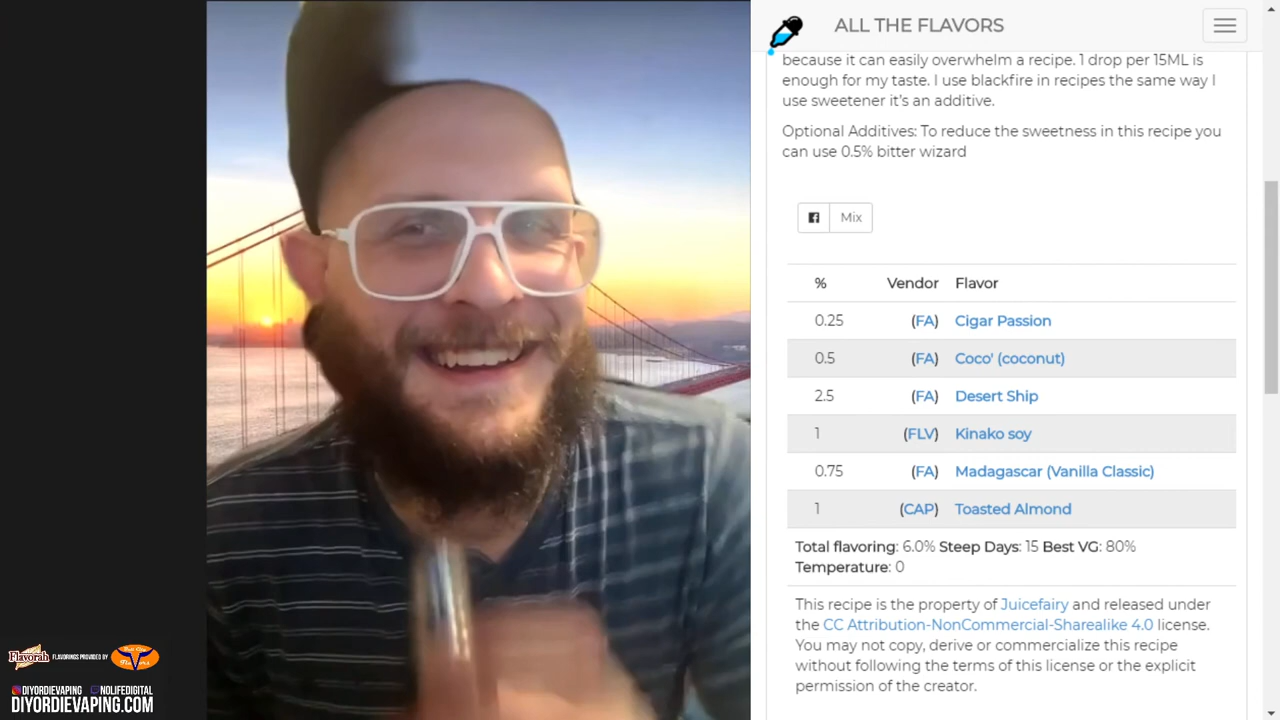 ALL THE FLAVORS
because it can easily overwhelm a recipe. 1 drop per 15ML is
enough for my taste. I use blackfire in recipes the same way I
use sweetener it's an additive.
Optional Additives: To reduce the sweetness in this recipe you
can use 0.5% bitter wizard
Mix
% Vendor Flavor
0.25 (FA) Cigar Passion
0.5 (FA) Coco' (coconut)
2.5 (FA) Desert Ship
1 (FLV) Kinako soy
0.75 (FA) Madagascar (Vanilla Classic)
1 (CAP) Toasted Almond
Total flavoring: 6.0% Steep Days: 15 Best VG: 80%
Temperature: 0
This recipe is the property of Juicefairy and released under
the CC Attribution-NonCommercial-Sharealike 4.0 license.
You may not copy, derive or commercialize this recipe
without following the terms of this license or the explicit
permission of the creator.
Flavorah FLAVORINGS PROVIDED BY Flavors
DIYORDIEVAPING NOLIFEDIGITAL
DIYORDIEVAPING.COM